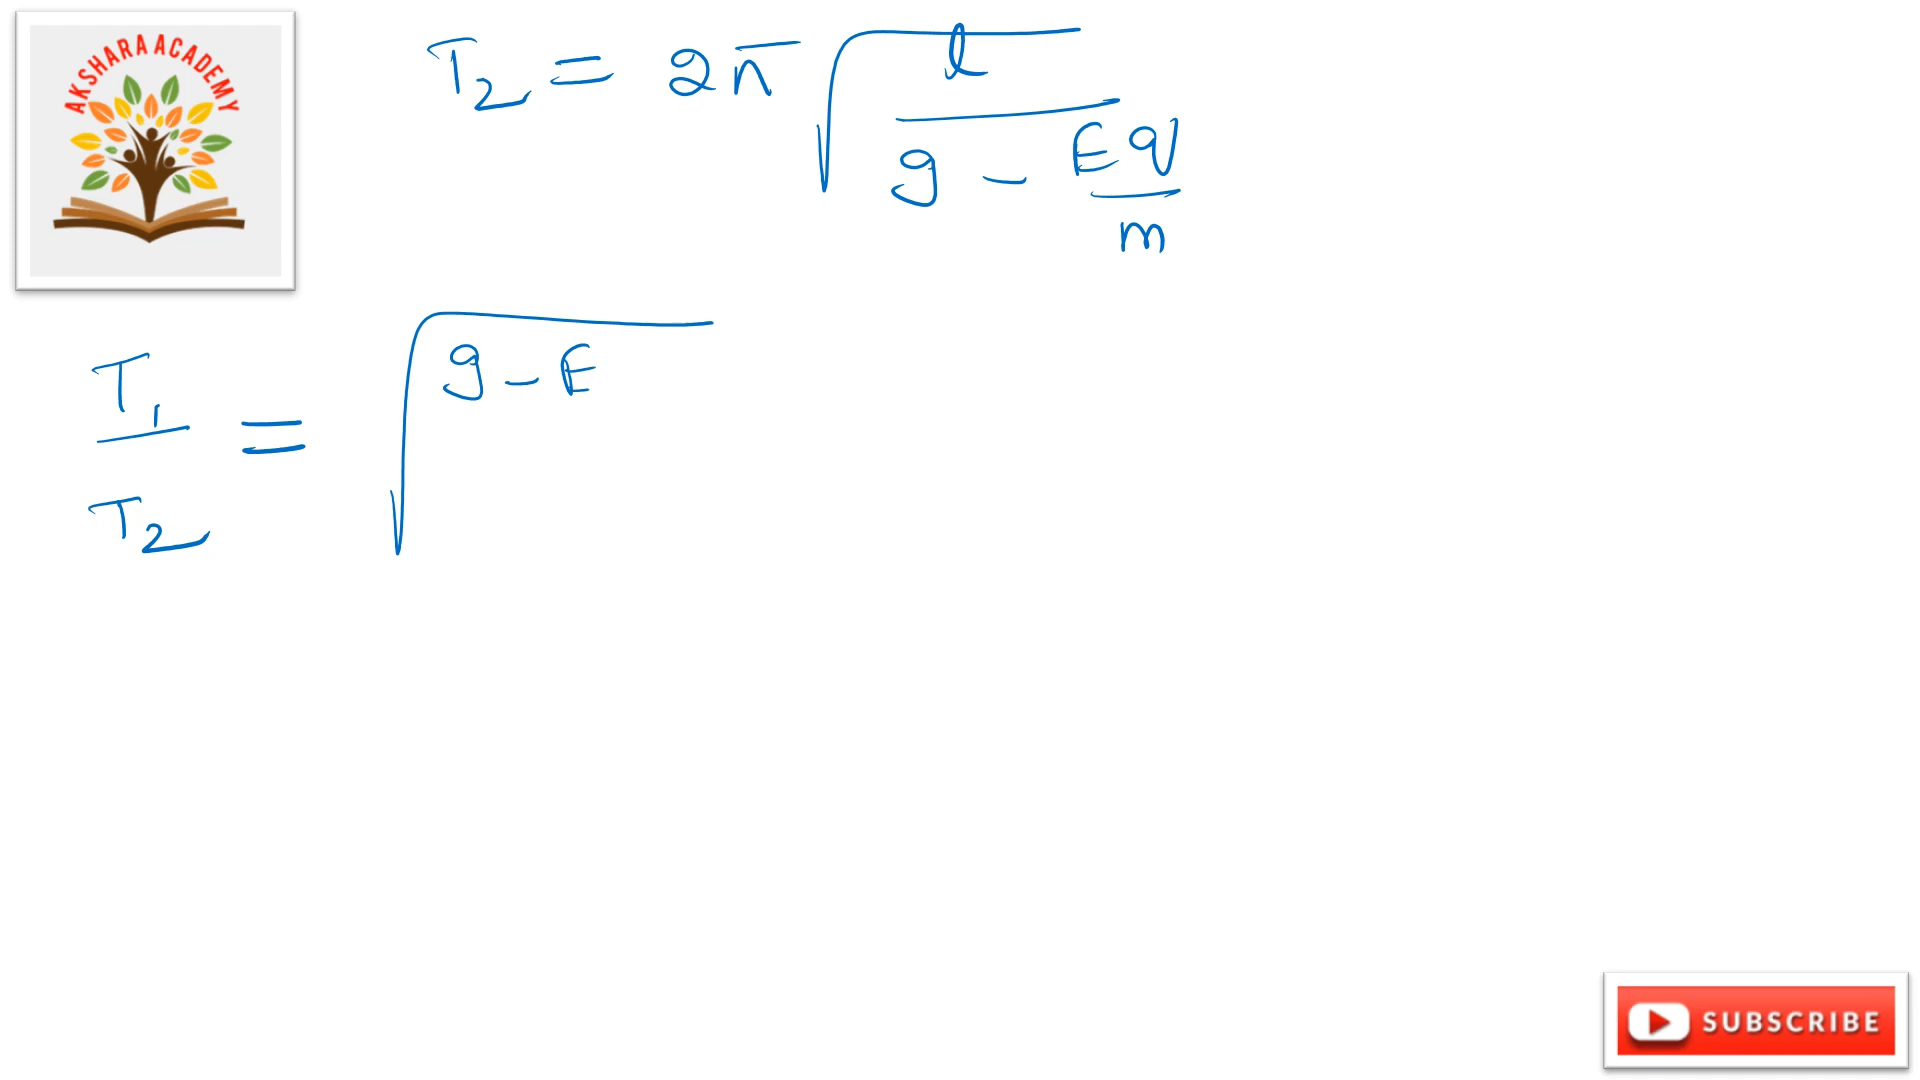 AKSHARA ACADEMY
T₂ = 2π √(l / (g - Eq/m))
T₁/T₂ = √(g - E
SUBSCRIBE